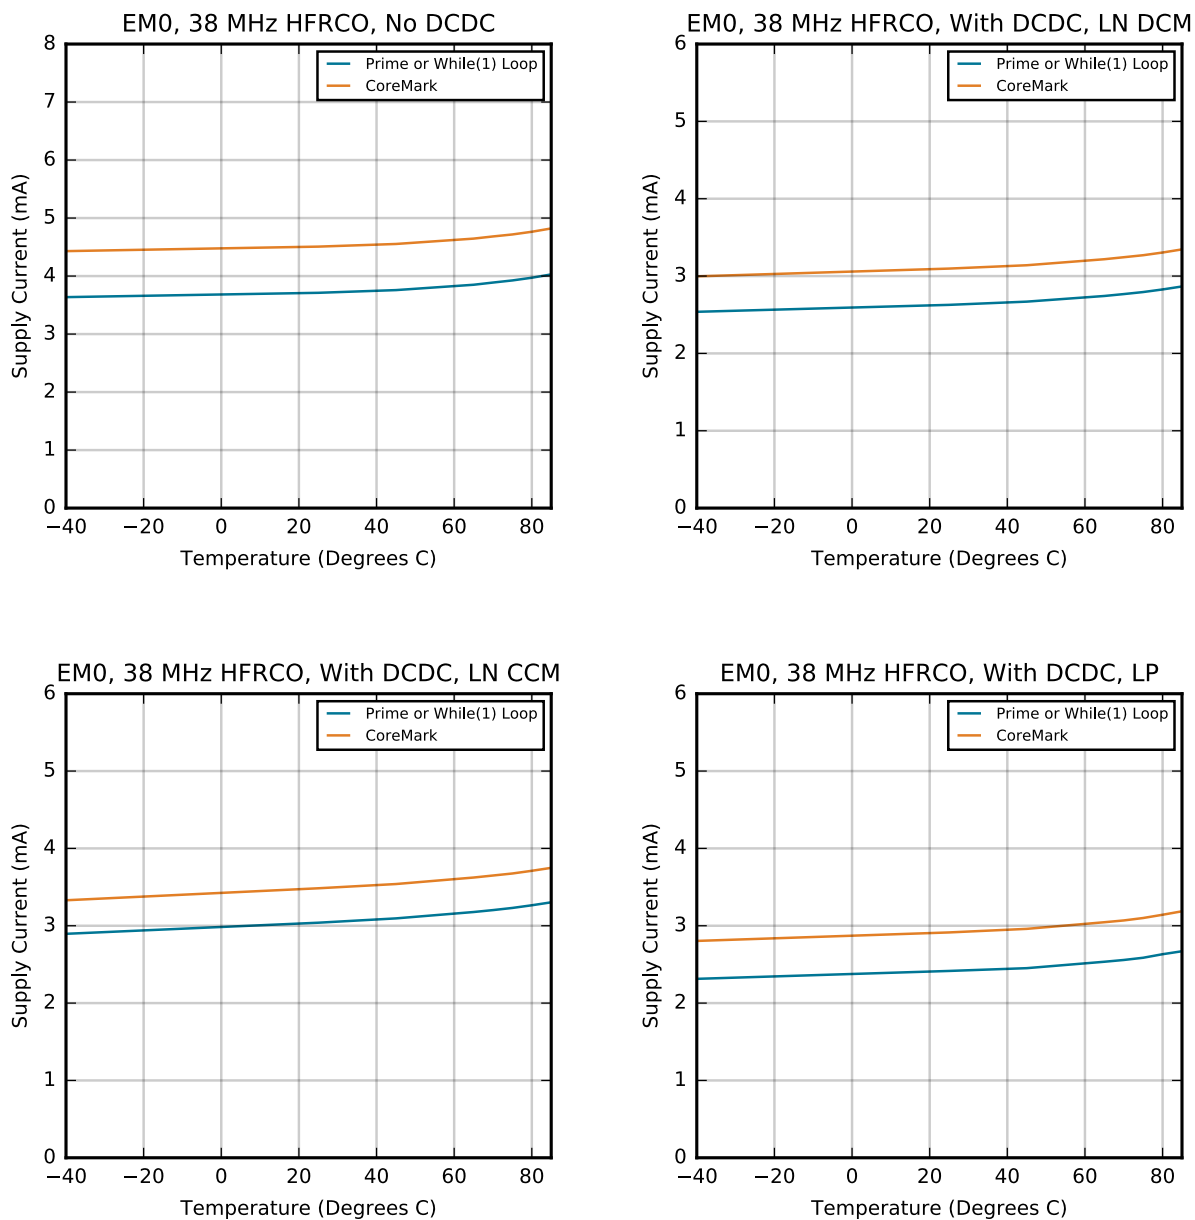 EM0, 38 MHz HFRCO, No DCDC
Supply Current (mA)
8
7
6
5
4
3
2
1
0
Prime or While(1) Loop
CoreMark
−40 −20 0 20 40 60 80
Temperature (Degrees C)
EM0, 38 MHz HFRCO, With DCDC, LN DCM
Supply Current (mA)
6
5
4
3
2
1
0
Prime or While(1) Loop
CoreMark
−40 −20 0 20 40 60 80
Temperature (Degrees C)
EM0, 38 MHz HFRCO, With DCDC, LN CCM
Supply Current (mA)
6
5
4
3
2
1
0
Prime or While(1) Loop
CoreMark
−40 −20 0 20 40 60 80
Temperature (Degrees C)
EM0, 38 MHz HFRCO, With DCDC, LP
Supply Current (mA)
6
5
4
3
2
1
0
Prime or While(1) Loop
CoreMark
−40 −20 0 20 40 60 80
Temperature (Degrees C)